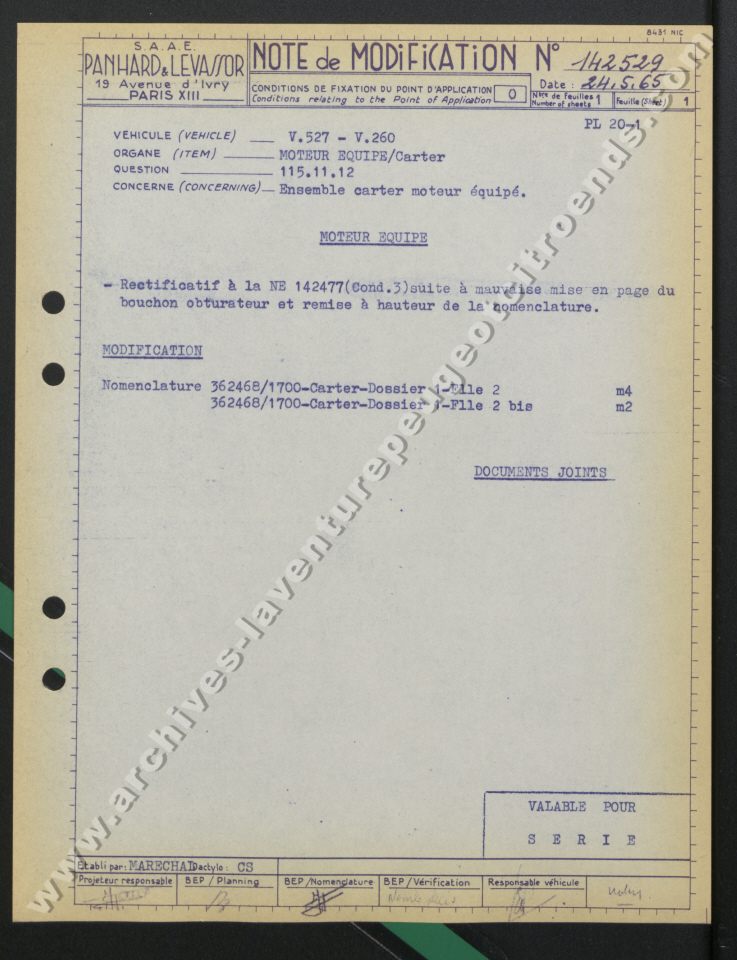 8431 NIC
S.A.A.E.
PANHARD & LEVASSOR
19 Avenue d'Ivry
PARIS XIII
NOTE de MODIFICATION N° 142529
CONDITIONS DE FIXATION DU POINT D'APPLICATION
Conditions relating to the Point of Application
0
Date : 24.5.65
Nbre de feuilles 1
Number of sheets
Feuille (Sheet) 1
PL 20-1
VEHICULE (VEHICLE) V.527 - V.260
ORGANE (ITEM) MOTEUR EQUIPE/Carter
QUESTION 115.11.12
CONCERNE (CONCERNING) Ensemble carter moteur équipé.
MOTEUR EQUIPE
- Rectificatif à la NE 142477(Cond.3)suite à mauvaise mise en page du
bouchon obturateur et remise à hauteur de la nomenclature.
MODIFICATION
Nomenclature 362468/1700-Carter-Dossier 1-Flle 2 m4
362468/1700-Carter-Dossier 1-Flle 2 bis m2
DOCUMENTS JOINTS
VALABLE POUR
S E R I E
Etabli par: MARECHAL Dactylo: CS
Projeteur responsable
BEP / Planning
BEP / Nomenclature
BEP / Vérification
Responsable véhicule
www.archives-laventurepeugeotcitroends.com